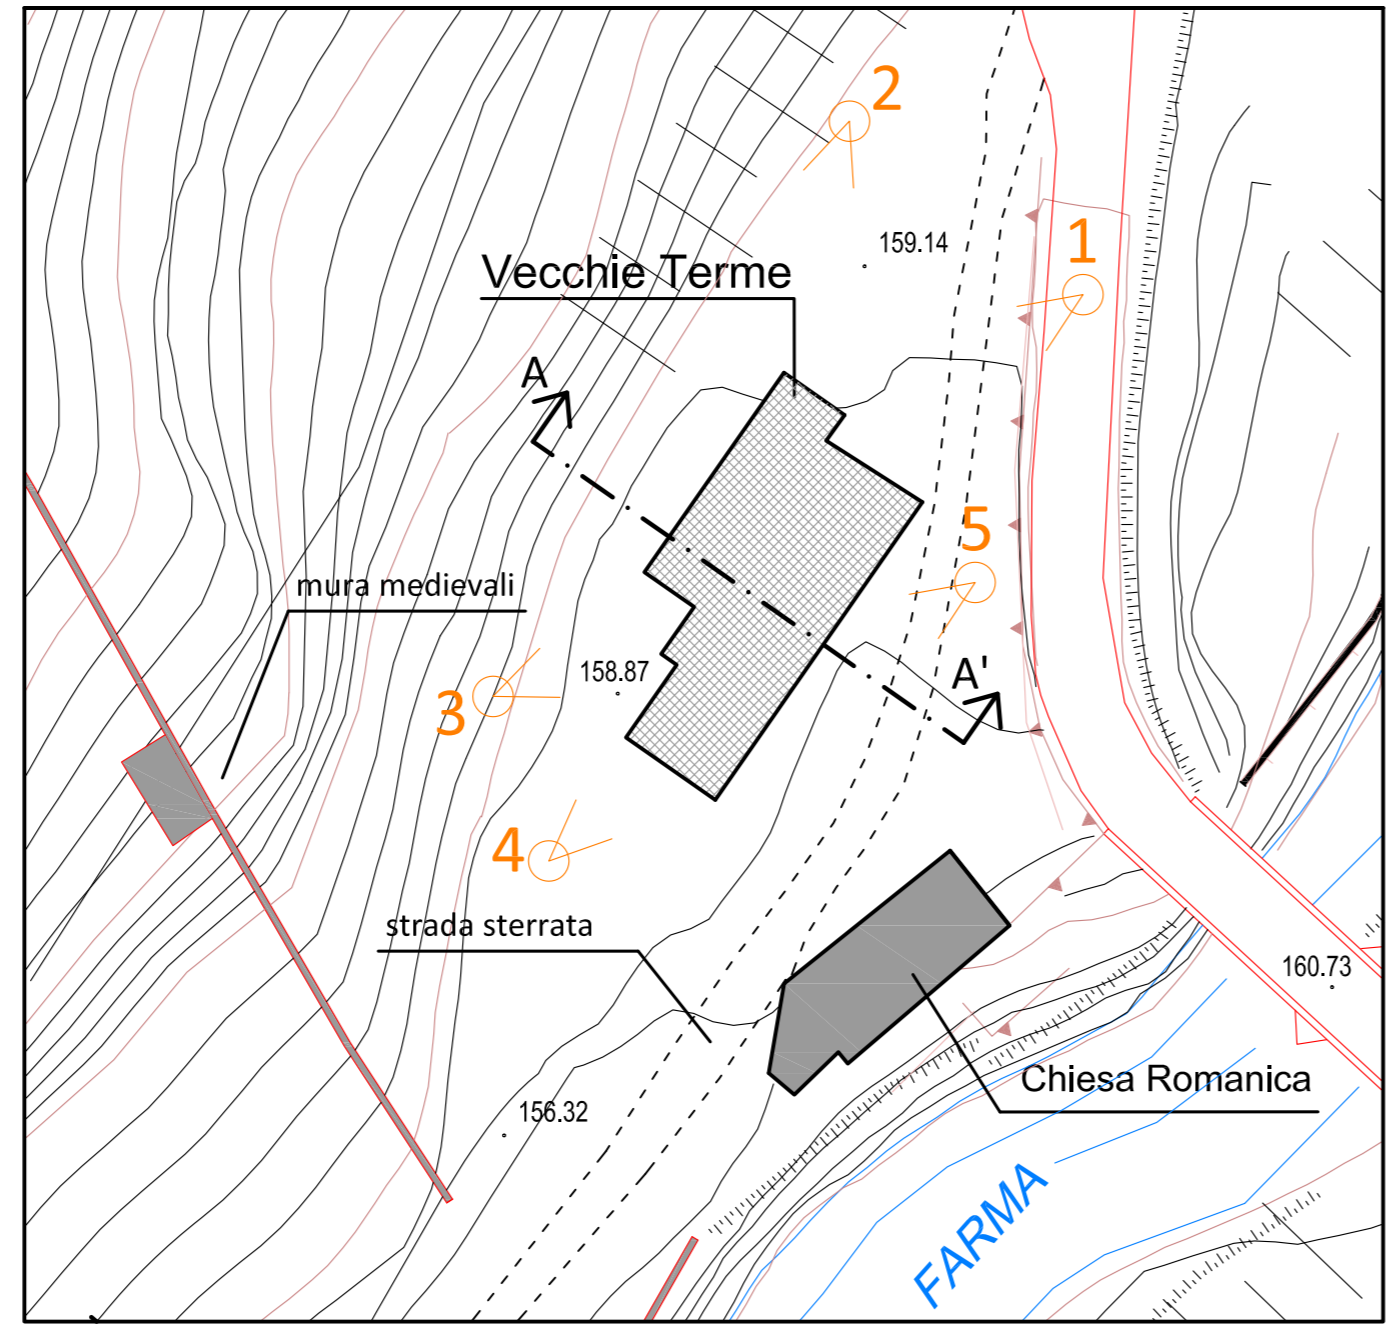 2
1
159.14
Vecchie Terme
A
5
mura medievali
158.87
A'
3
4
strada sterrata
160.73
Chiesa Romanica
156.32
FARMA